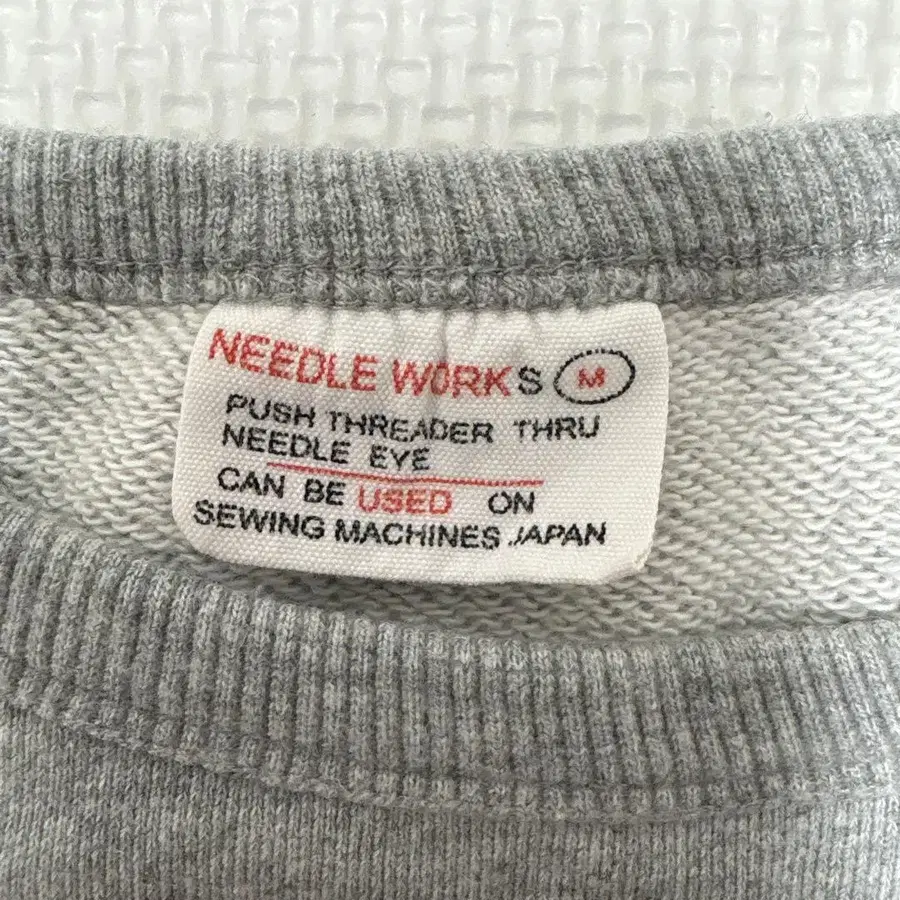 NEEDLE WORKS M
PUSH THREADER THRU
NEEDLE EYE
CAN BE USED ON
SEWING MACHINES JAPAN